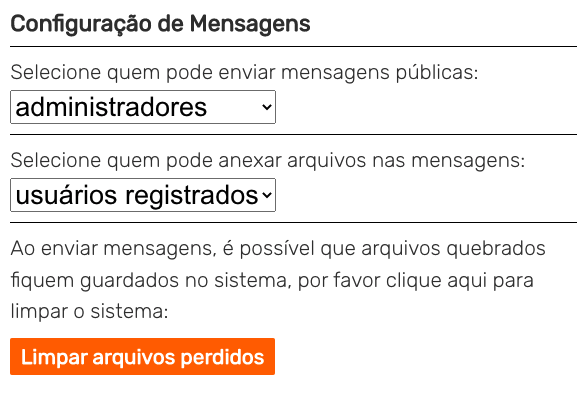 Configuração de Mensagens
Selecione quem pode enviar mensagens públicas:
administradores
Selecione quem pode anexar arquivos nas mensagens:
usuários registrados
Ao enviar mensagens, é possível que arquivos quebrados
fiquem guardados no sistema, por favor clique aqui para
limpar o sistema:
Limpar arquivos perdidos